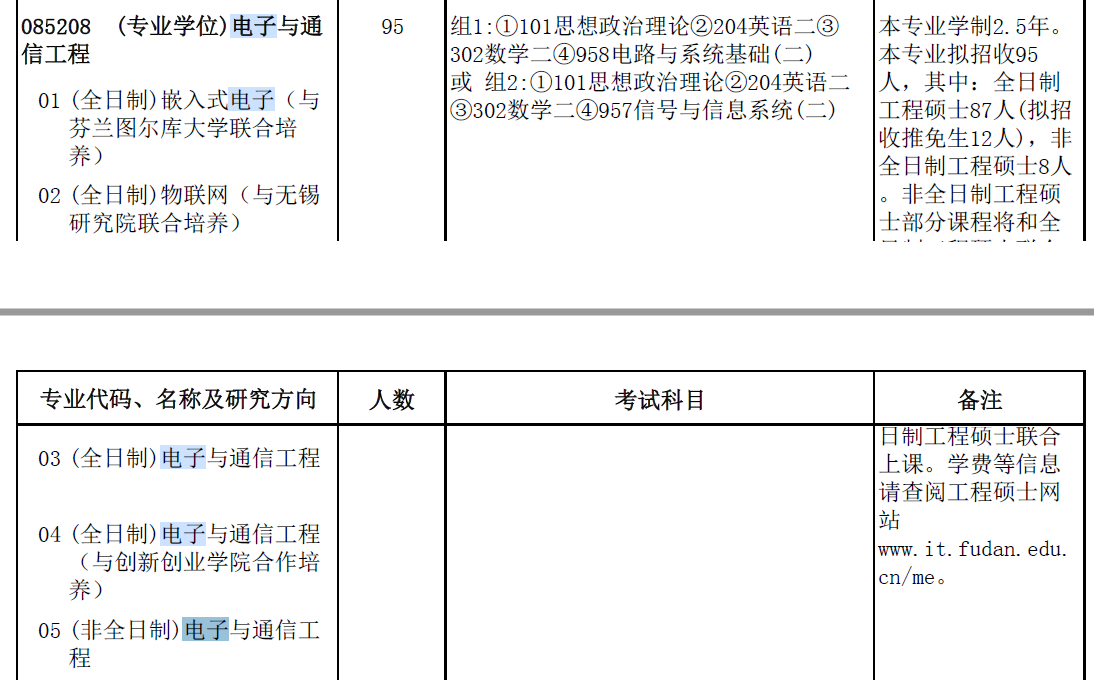 085208 (专业学位)电子与通
信工程
01 (全日制)嵌入式电子（与
芬兰图尔库大学联合培
养）
02 (全日制)物联网（与无锡
研究院联合培养）
95
组1:①101思想政治理论②204英语二③
302数学二④958电路与系统基础(二)
或 组2:①101思想政治理论②204英语二
③302数学二④957信号与信息系统(二)
本专业学制2.5年。
本专业拟招收95
人，其中：全日制
工程硕士87人(拟招
收推免生12人)，非
全日制工程硕士8人
。非全日制工程硕
士部分课程将和全
专业代码、名称及研究方向
人数
考试科目
备注
03 (全日制)电子与通信工程
04 (全日制)电子与通信工程
（与创新创业学院合作培
养）
05 (非全日制)电子与通信工
程
日制工程硕士联合
上课。学费等信息
请查阅工程硕士网
站
www.it.fudan.edu.
cn/me。